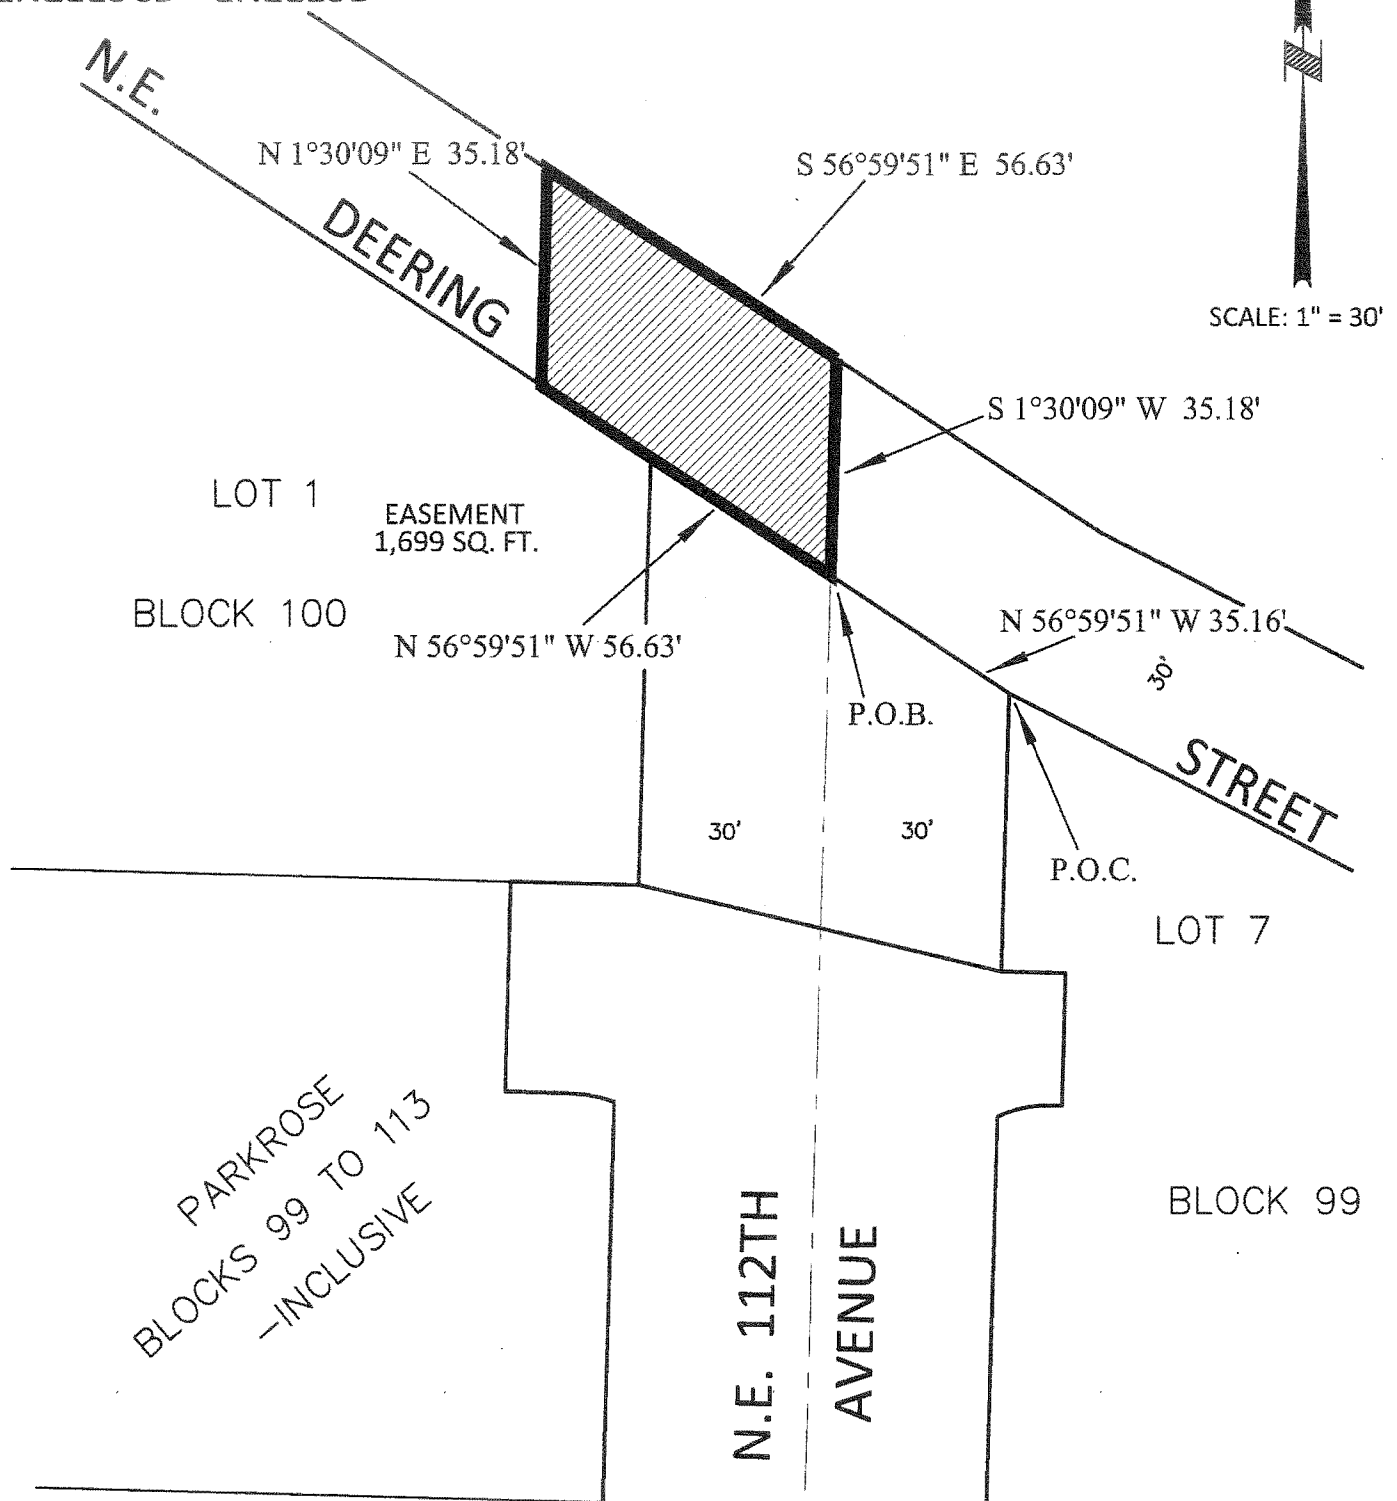 N.E.
N 1°30'09" E 35.18'
S 56°59'51" E 56.63'
DEERING
SCALE: 1" = 30'
S 1°30'09" W 35.18'
LOT 1
EASEMENT
1,699 SQ. FT.
BLOCK 100
N 56°59'51" W 56.63'
N 56°59'51" W 35.16'
30'
P.O.B.
STREET
30'
30'
P.O.C.
LOT 7
PARKROSE
BLOCKS 99 TO 113
-INCLUSIVE
N.E. 112TH
AVENUE
BLOCK 99